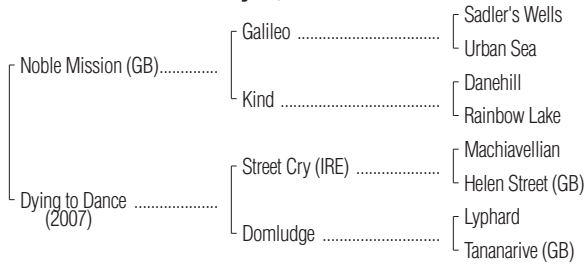 Sadler's Wells
Galileo ................................
Urban Sea
Noble Mission (GB)..............
Danehill
Kind ....................................
Rainbow Lake
Machiavellian
Street Cry (IRE) ..................
Helen Street (GB)
Dying to Dance ....................
(2007)
Lyphard
Domludge ...........................
Tananarive (GB)